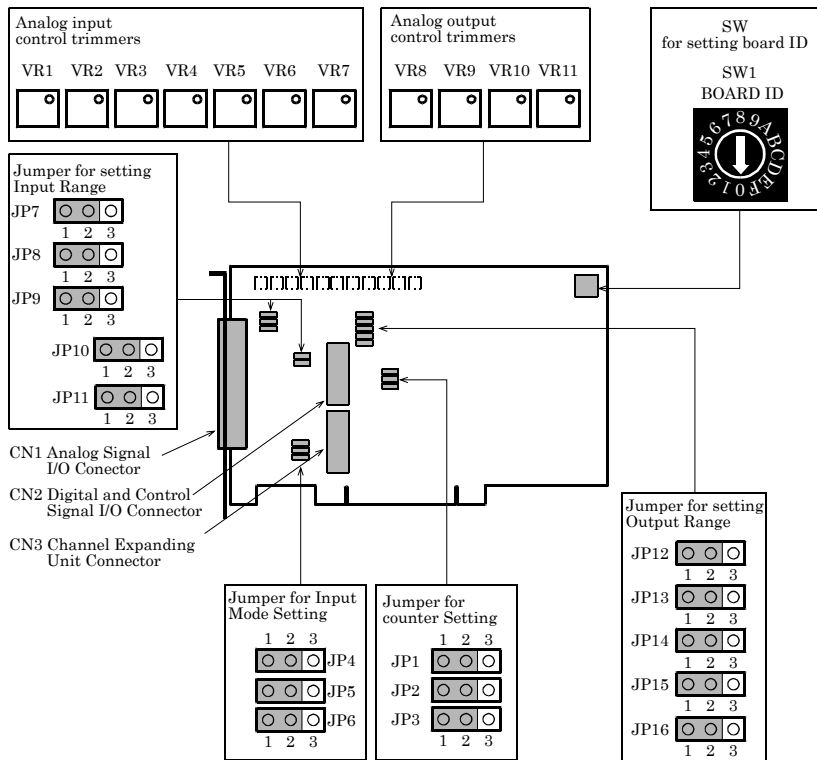 Analog input
control trimmers
VR1 VR2 VR3 VR4 VR5 VR6 VR7
Analog output
control trimmers
VR8 VR9 VR10 VR11
SW
for setting board ID
SW1
BOARD ID
0123456789ABCDEF
Jumper for setting
Input Range
JP7
1 2 3
JP8
1 2 3
JP9
1 2 3
JP10
1 2 3
JP11
1 2 3
CN1 Analog Signal
I/O Conector
CN2 Digital and Control
Signal I/O Connector
CN3 Channel Expanding
Unit Connector
Jumper for Input
Mode Setting
1 2 3
JP4
JP5
JP6
1 2 3
Jumper for
counter Setting
1 2 3
JP1
JP2
JP3
1 2 3
Jumper for setting
Output Range
JP12
1 2 3
JP13
1 2 3
JP14
1 2 3
JP15
1 2 3
JP16
1 2 3